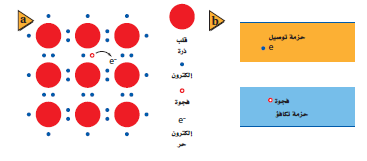 a
e-
قلب
ذرة
إلكترون
فجوة
e-
إلكترون
حر
b
حزمة توصيل
e
فجوة
حزمة تكافؤ